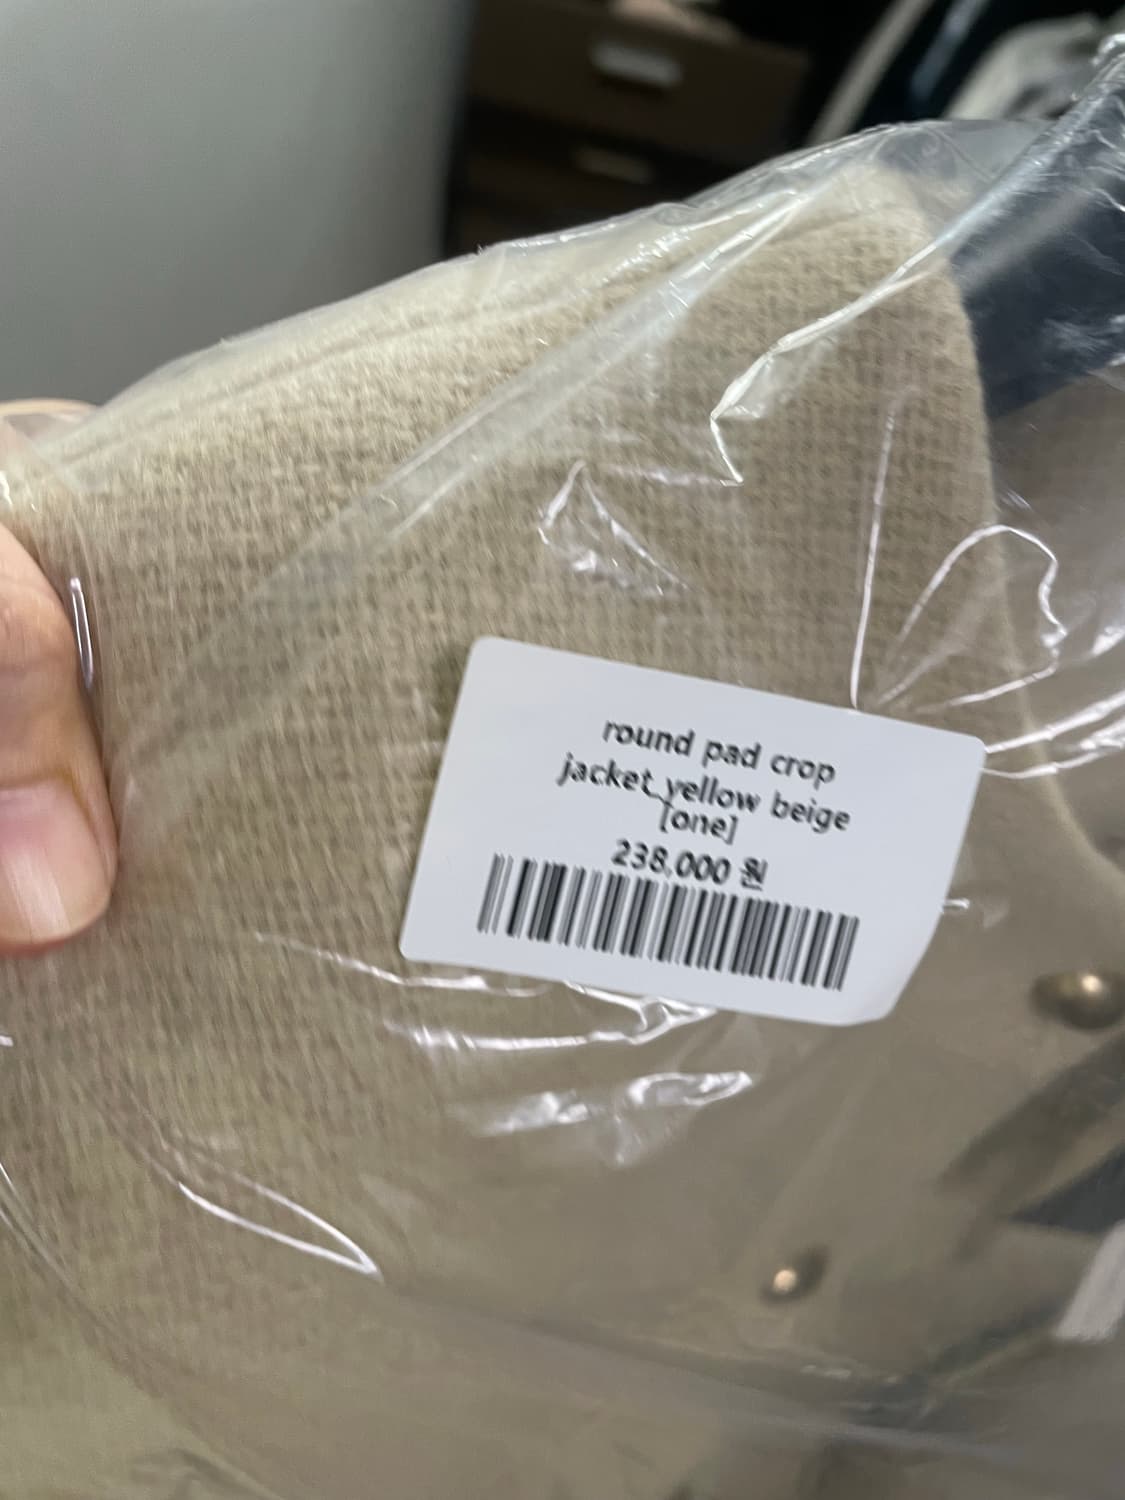 round pad crop
jacket_yellow beige
[one]
238,000 원